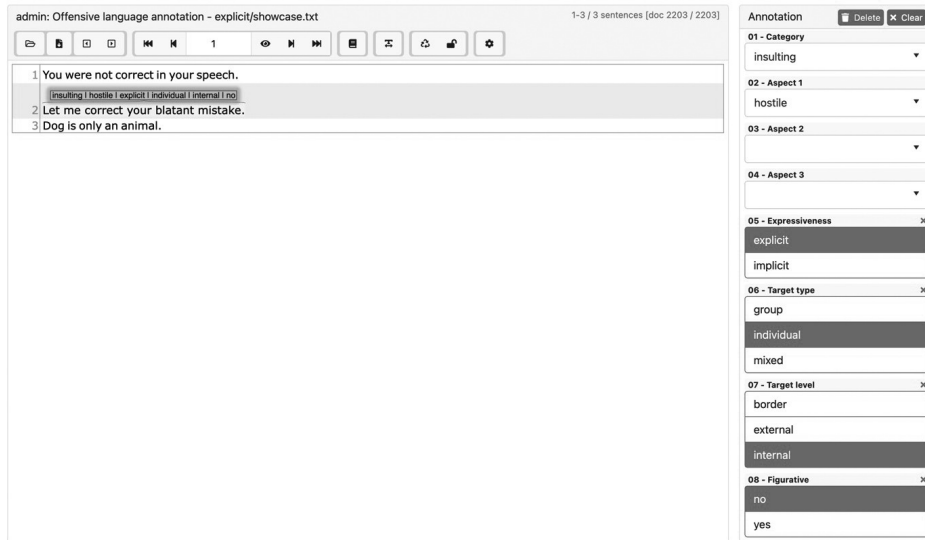 admin: Offensive language annotation - explicit/showcase.txt
1-3 / 3 sentences [doc 2203 / 2203]
1
1 You were not correct in your speech.
[insulting | hostile | explicit | individual | internal | no]
2 Let me correct your blatant mistake.
3 Dog is only an animal.
Annotation
Delete
Clear
01 - Category
insulting
02 - Aspect 1
hostile
03 - Aspect 2
04 - Aspect 3
05 - Expressiveness
explicit
implicit
06 - Target type
group
individual
mixed
07 - Target level
border
external
internal
08 - Figurative
no
yes